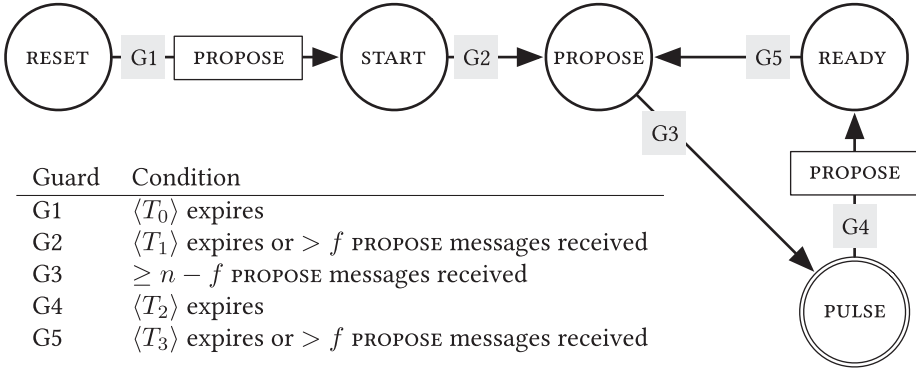 RESET G1 PROPOSE START G2 PROPOSE G5 READY
G3
PROPOSE
G4
PULSE
Guard Condition
G1 ⟨T₀⟩ expires
G2 ⟨T₁⟩ expires or > f PROPOSE messages received
G3 ≥ n − f PROPOSE messages received
G4 ⟨T₂⟩ expires
G5 ⟨T₃⟩ expires or > f PROPOSE messages received